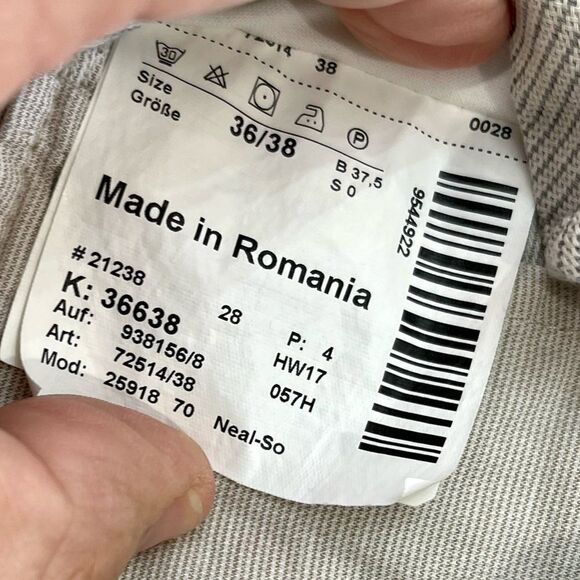 38
0028
30
P
Size
Größe
36/38
B 37,5
S 0
9544922
Made in Romania
# 21238
K: 36638 28 P: 4
Auf: 938156/8 HW17
Art: 72514/38 057H
Mod: 25918 70 Neal-So